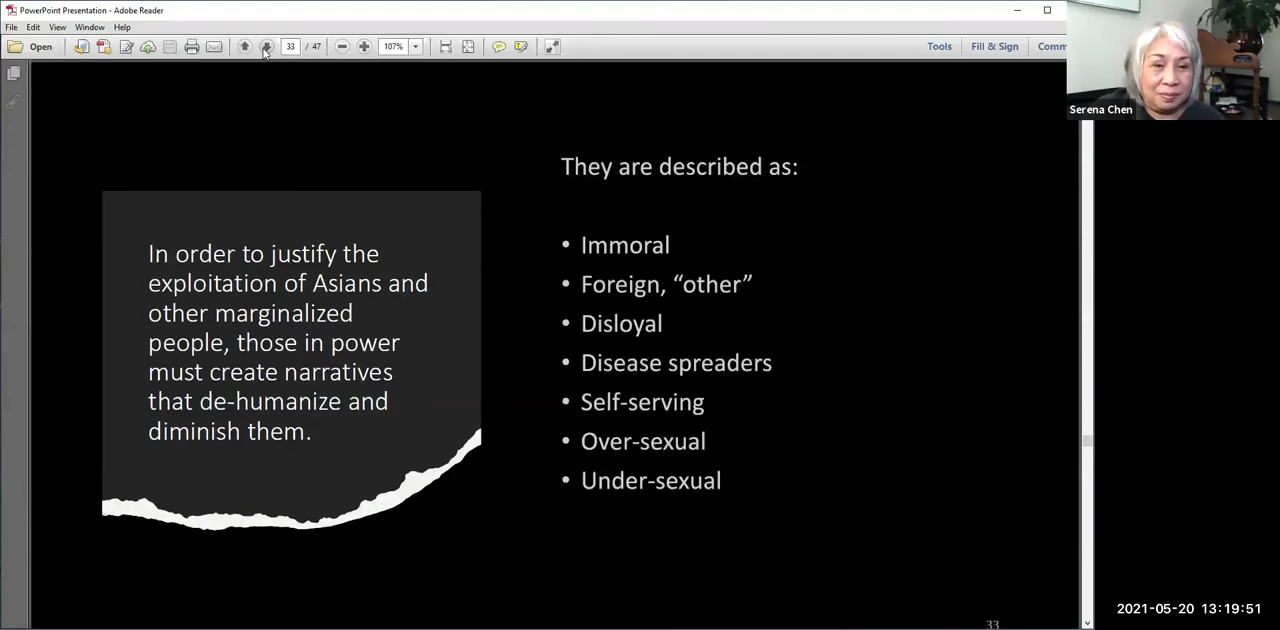 PowerPoint Presentation - Adobe Reader
File Edit View Window Help
Open 33 / 47 107% Tools Fill & Sign Comm
Serena Chen
In order to justify the
exploitation of Asians and
other marginalized
people, those in power
must create narratives
that de-humanize and
diminish them.
They are described as:
• Immoral
• Foreign, “other”
• Disloyal
• Disease spreaders
• Self-serving
• Over-sexual
• Under-sexual
33
2021-05-20 13:19:51